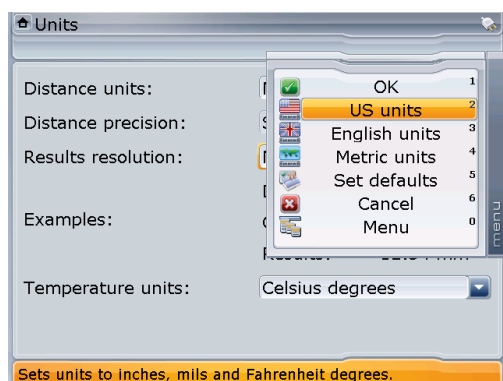 Units
Distance units:
Distance precision:
Results resolution:
Examples:
Temperature units:
Celsius degrees
OK 1
US units 2
English units 3
Metric units 4
Set defaults 5
Cancel 6
Menu 0
menu
Sets units to inches, mils and Fahrenheit degrees.